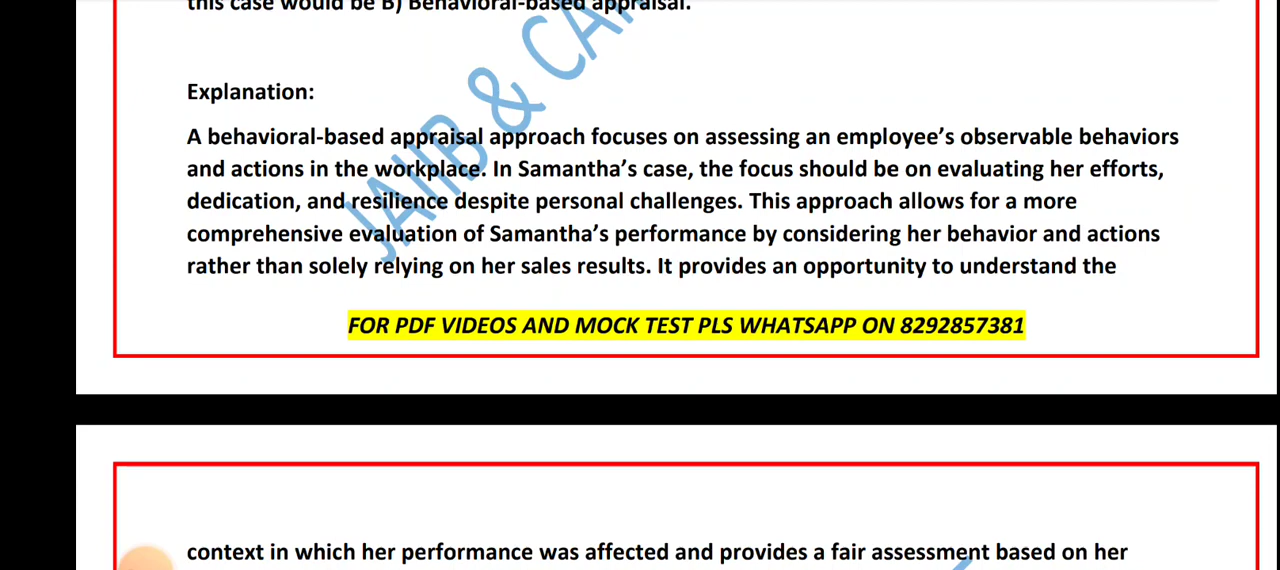 this case would be B) Behavioral-based appraisal.
JAIIB & CA
Explanation:
A behavioral-based appraisal approach focuses on assessing an employee’s observable behaviors
and actions in the workplace. In Samantha’s case, the focus should be on evaluating her efforts,
dedication, and resilience despite personal challenges. This approach allows for a more
comprehensive evaluation of Samantha’s performance by considering her behavior and actions
rather than solely relying on her sales results. It provides an opportunity to understand the
FOR PDF VIDEOS AND MOCK TEST PLS WHATSAPP ON 8292857381
context in which her performance was affected and provides a fair assessment based on her